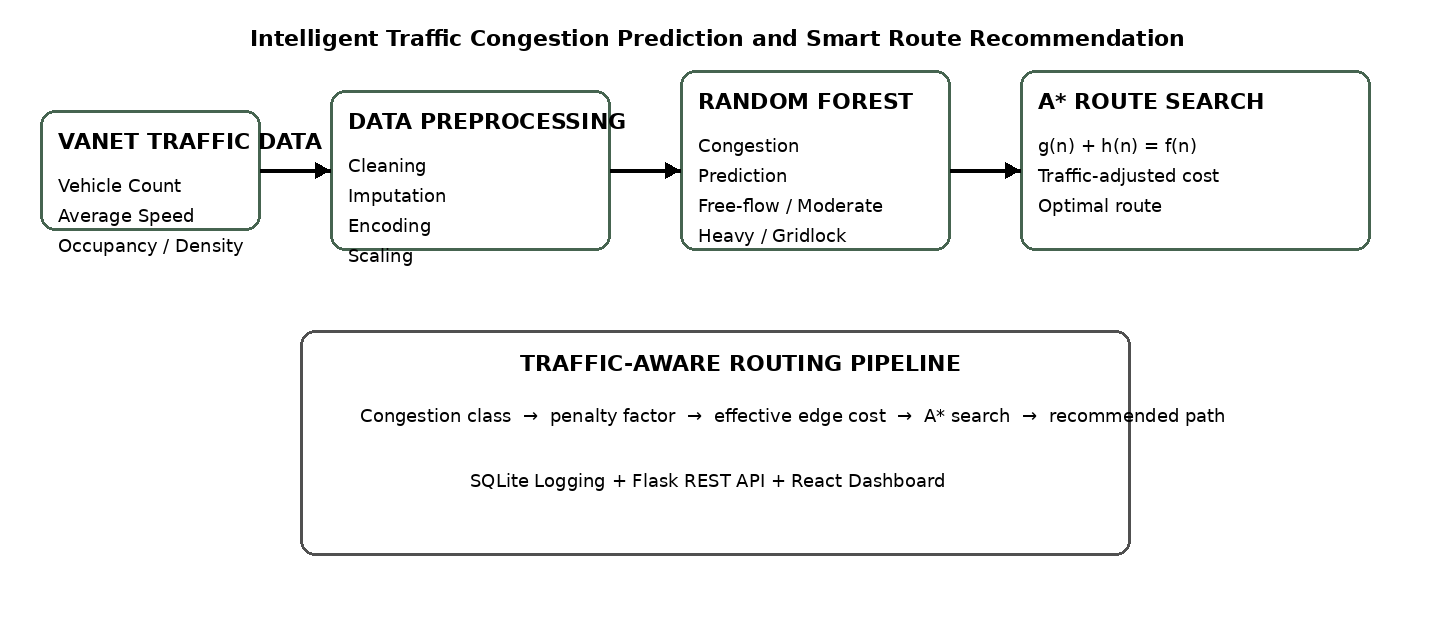 Intelligent Traffic Congestion Prediction and Smart Route Recommendation
VANET TRAFFIC DATA
Vehicle Count
Average Speed
Occupancy / Density
DATA PREPROCESSING
Cleaning
Imputation
Encoding
Scaling
RANDOM FOREST
Congestion
Prediction
Free-flow / Moderate
Heavy / Gridlock
A* ROUTE SEARCH
g(n) + h(n) = f(n)
Traffic-adjusted cost
Optimal route
TRAFFIC-AWARE ROUTING PIPELINE
Congestion class → penalty factor → effective edge cost → A* search → recommended path
SQLite Logging + Flask REST API + React Dashboard